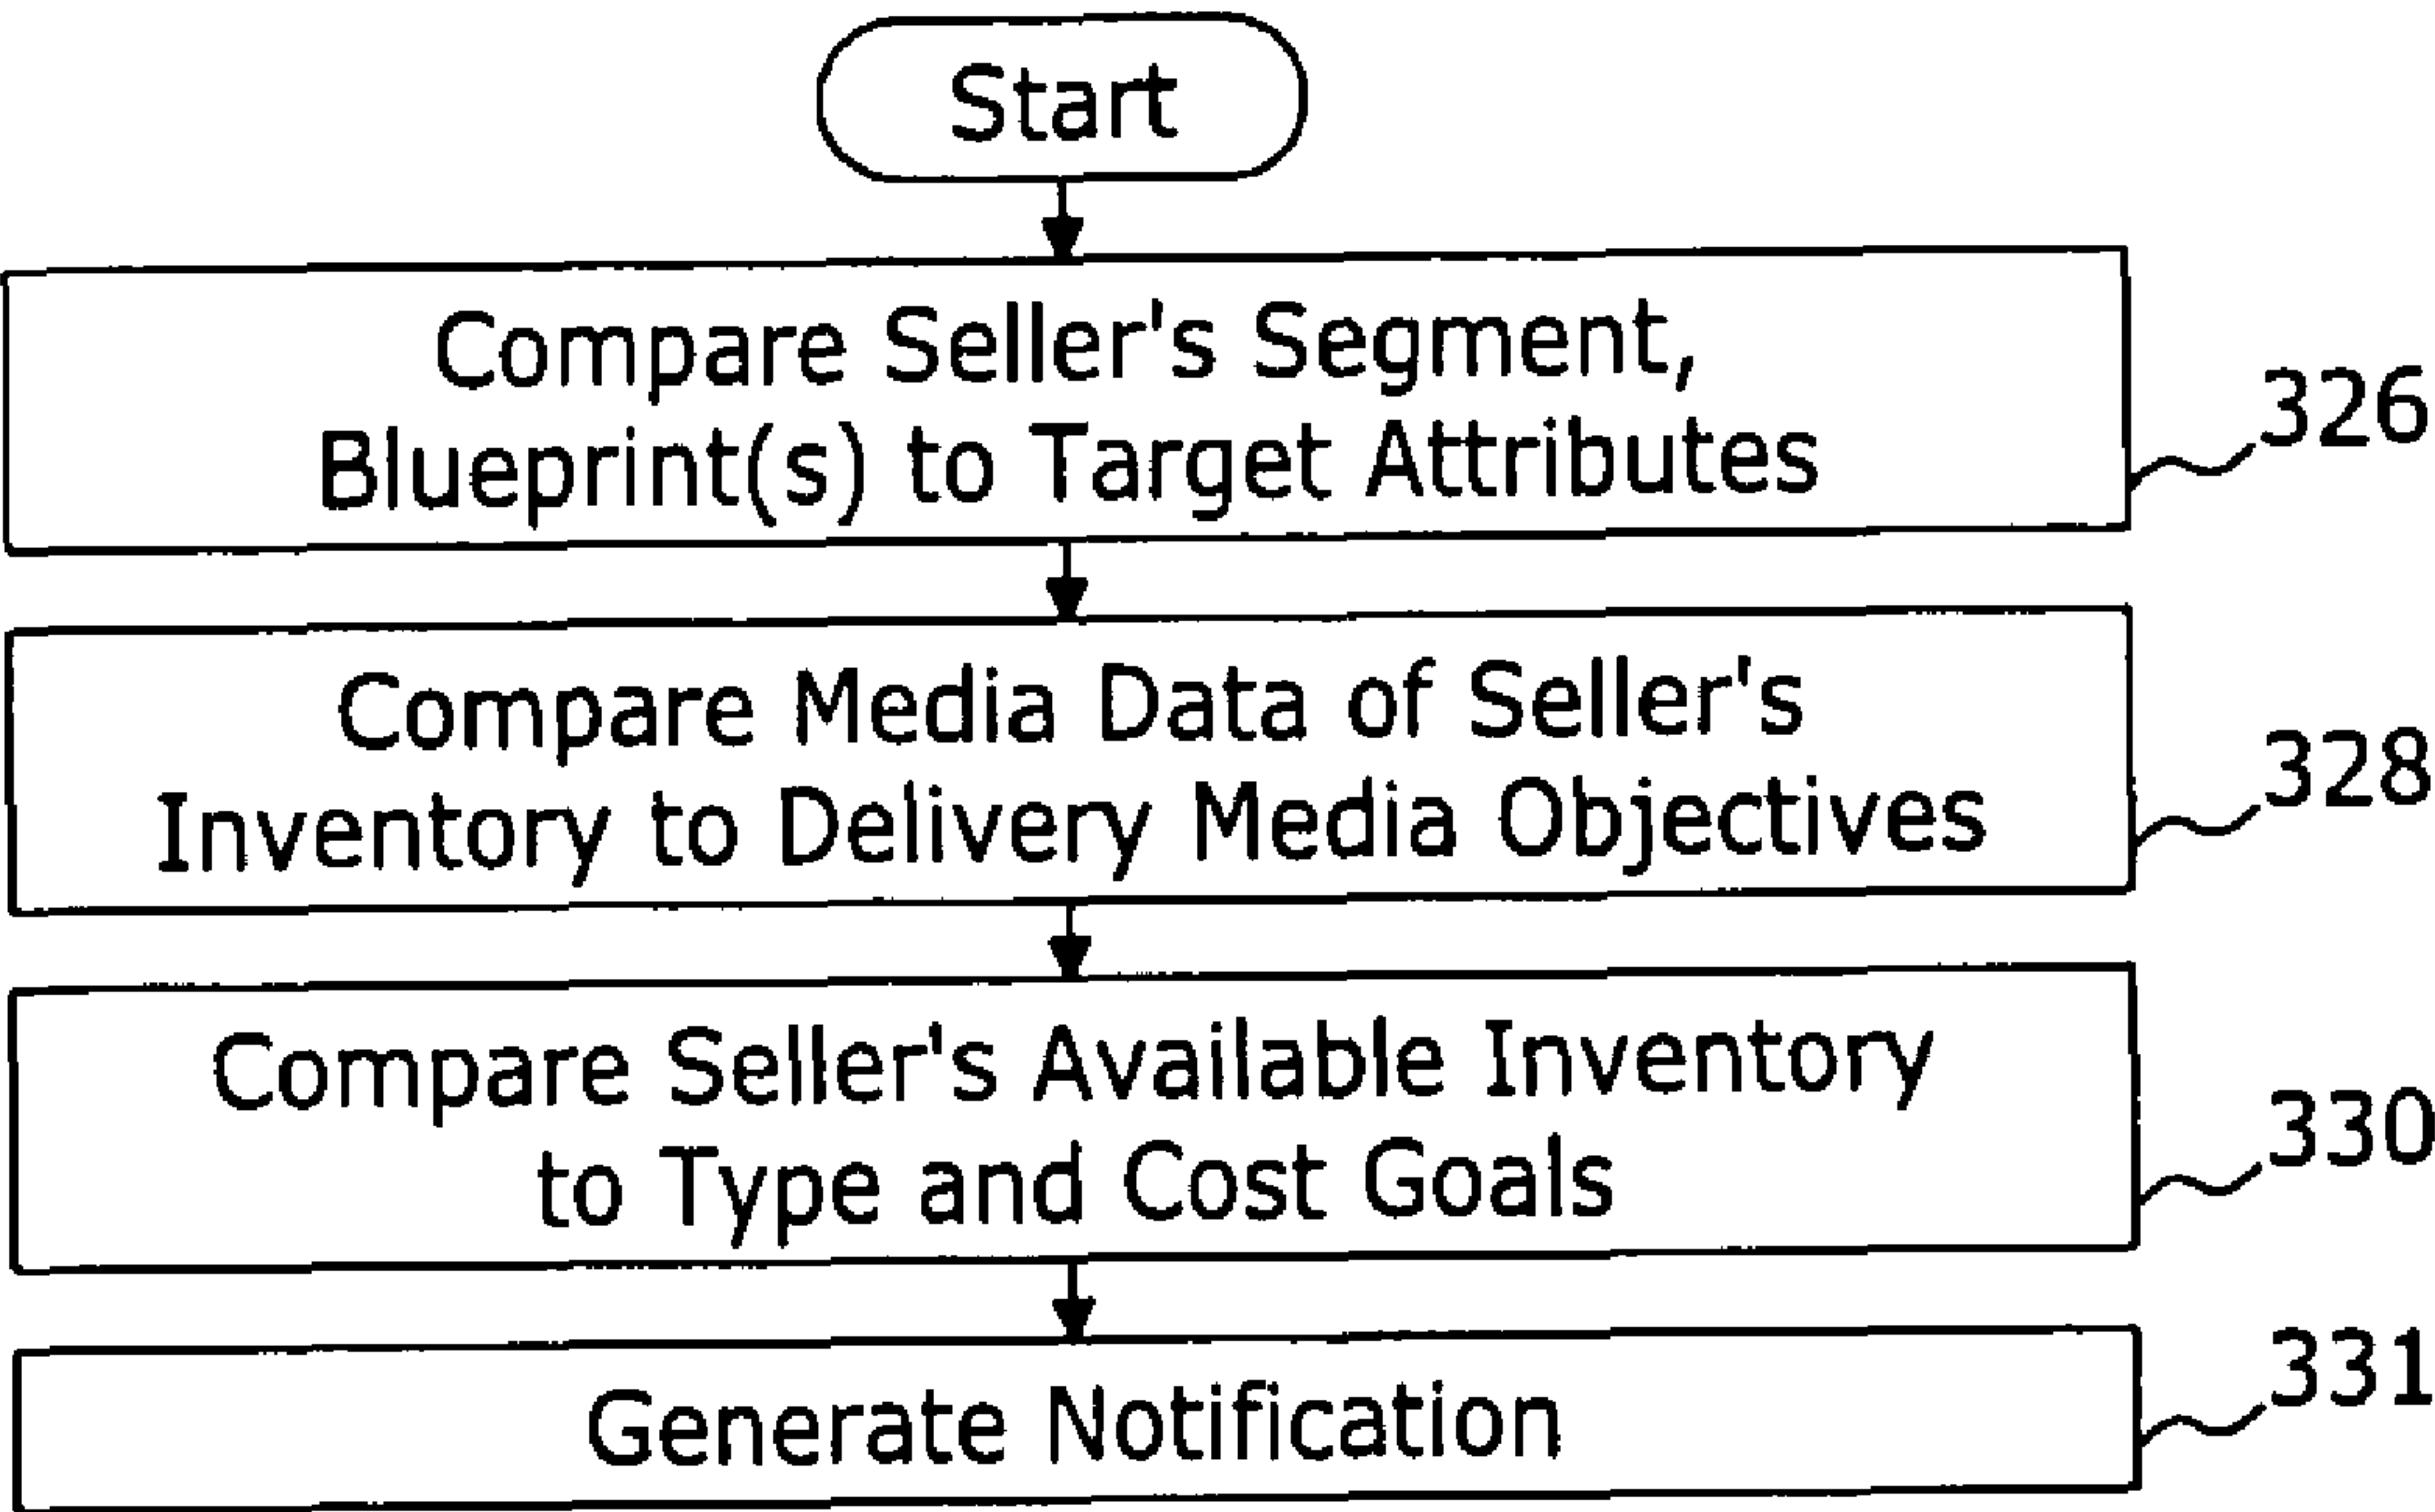 Start
Compare Seller's Segment,
Blueprint(s) to Target Attributes
326
Compare Media Data of Seller's
Inventory to Delivery Media Objectives
328
Compare Seller's Available Inventory
to Type and Cost Goals
330
Generate Notification
331